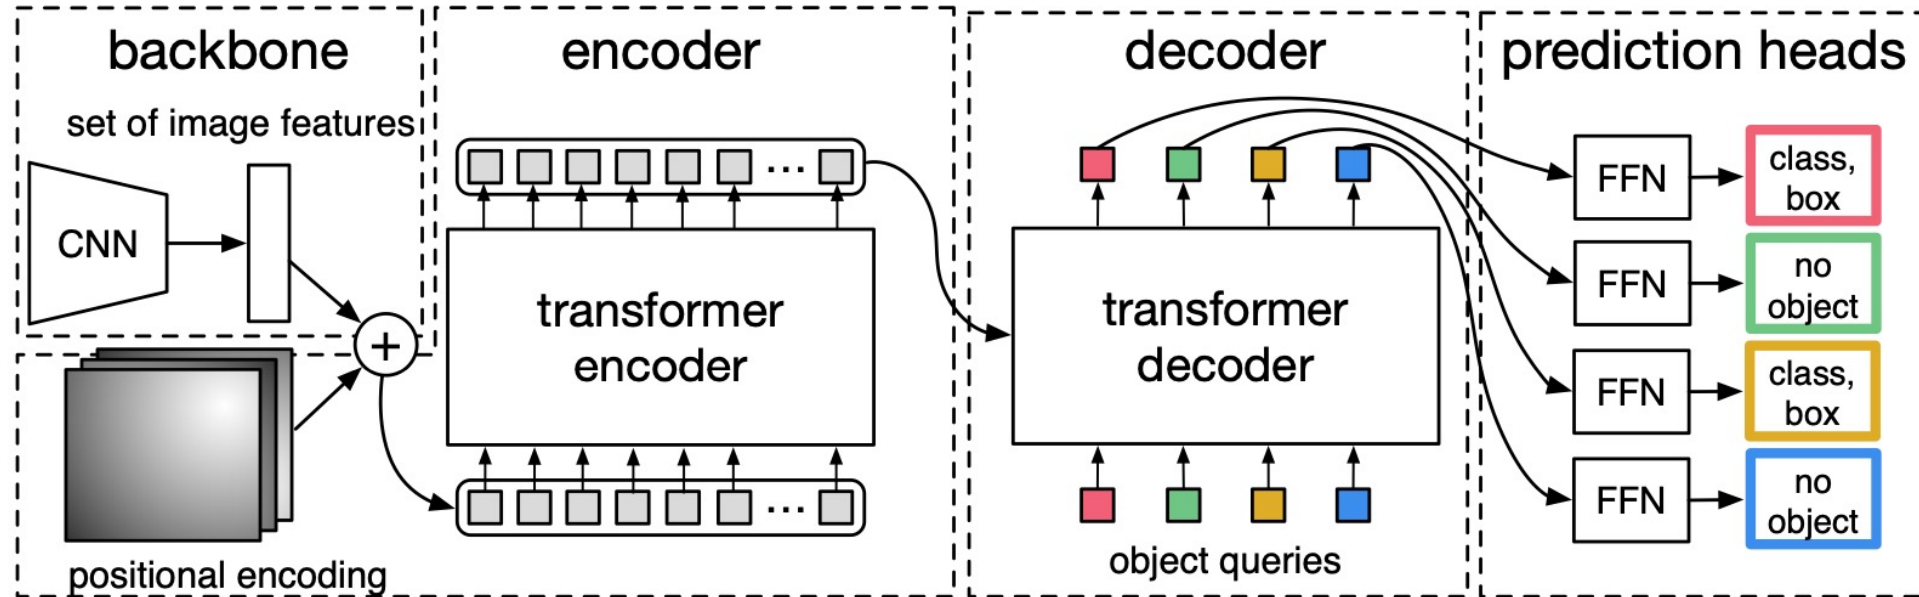 backbone
set of image features
CNN
+
positional encoding
encoder
...
transformer
encoder
...
decoder
transformer
decoder
object queries
prediction heads
FFN
class,
box
FFN
no
object
FFN
class,
box
FFN
no
object